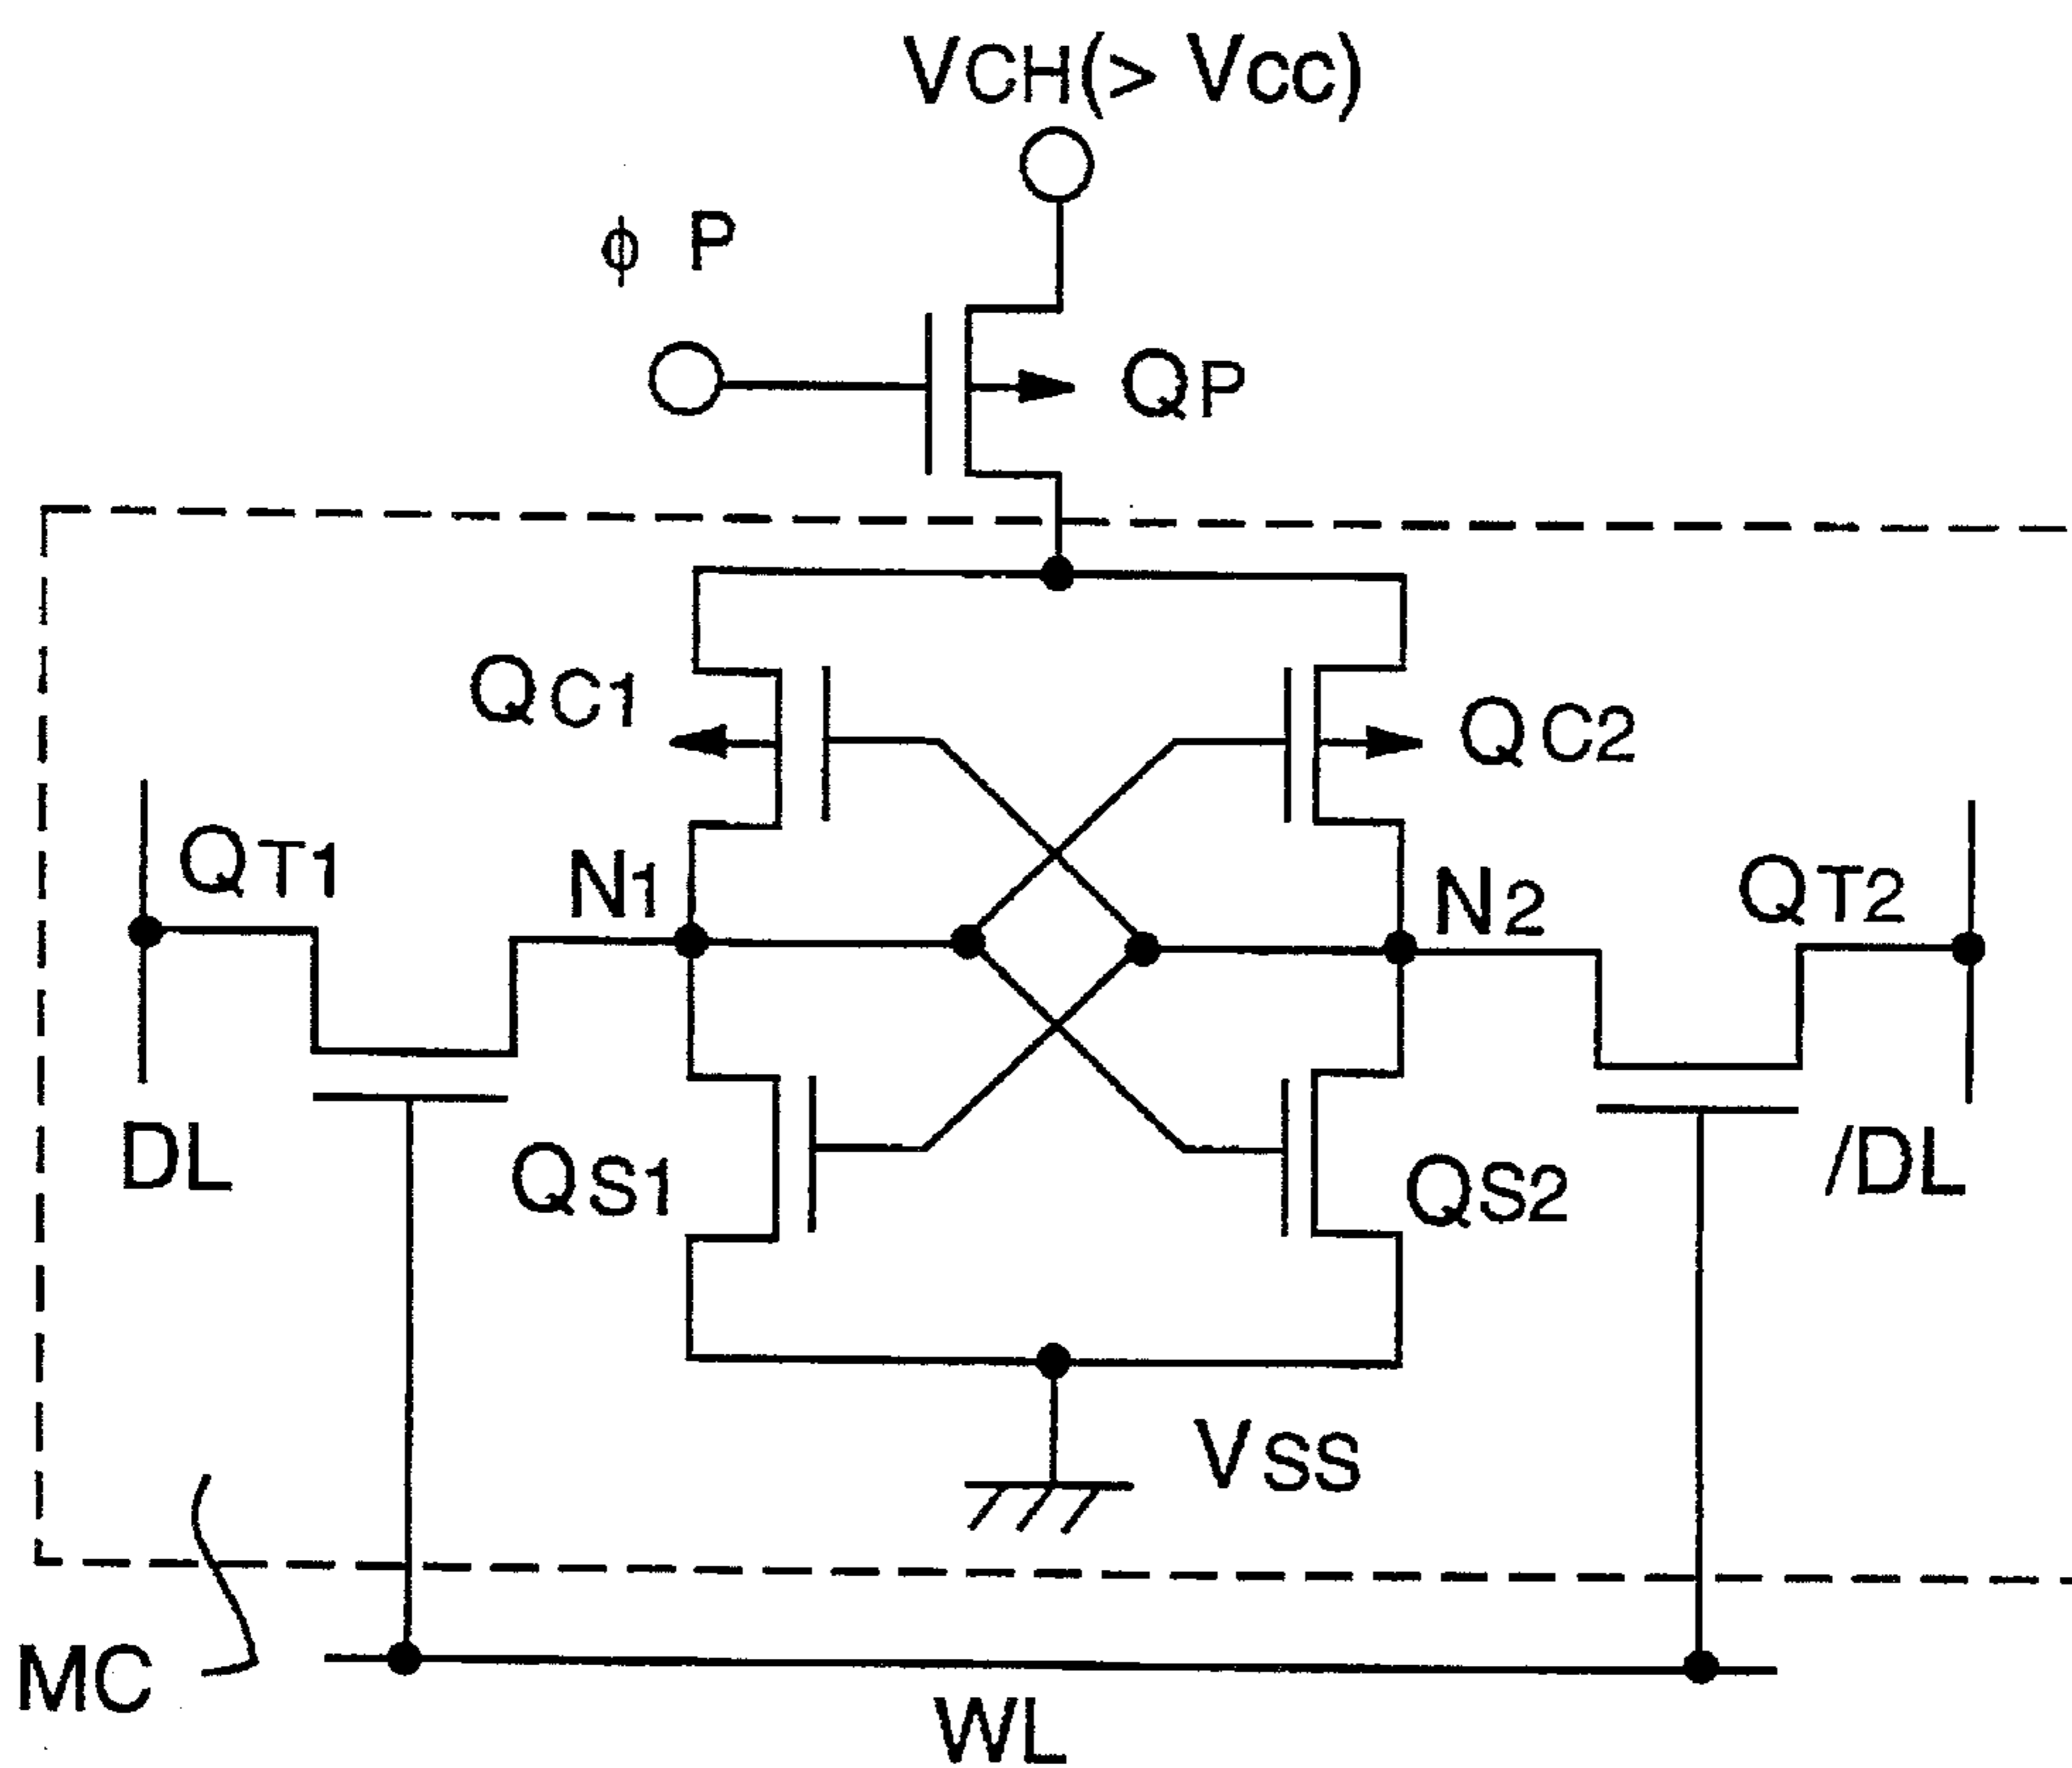 VCH(> VCC)
φ P
QP
QC1
QC2
QT1
N1
N2
QT2
DL
QS1
QS2
/DL
VSS
MC
WL